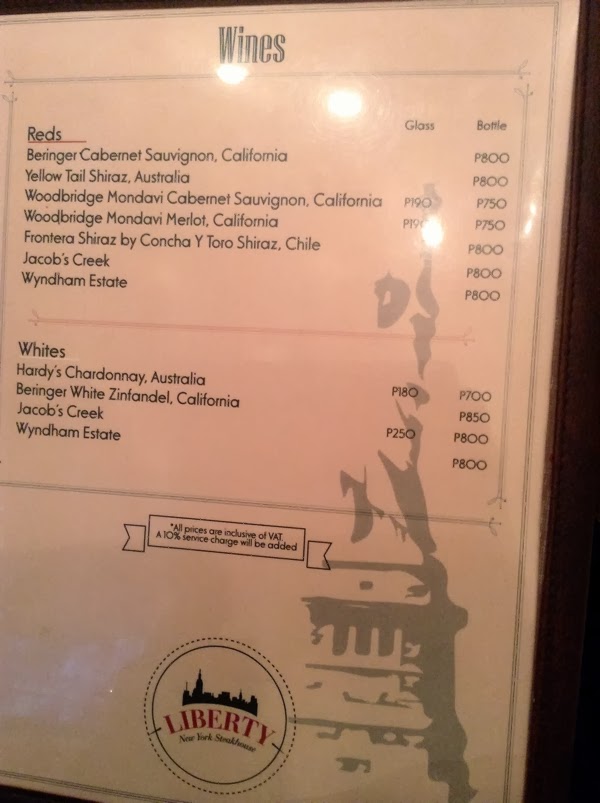 Wines
Glass Bottle
Reds
Beringer Cabernet Sauvignon, California P800
Yellow Tail Shiraz, Australia P800
Woodbridge Mondavi Cabernet Sauvignon, California P190 P750
Woodbridge Mondavi Merlot, California P190 P750
Frontera Shiraz by Concha Y Toro Shiraz, Chile P800
Jacob's Creek P800
Wyndham Estate P800
Whites
Hardy's Chardonnay, Australia P180 P700
Beringer White Zinfandel, California P850
Jacob's Creek P250 P800
Wyndham Estate P800
*All prices are inclusive of VAT.
A 10% service charge will be added
LIBERTY
New York Steakhouse